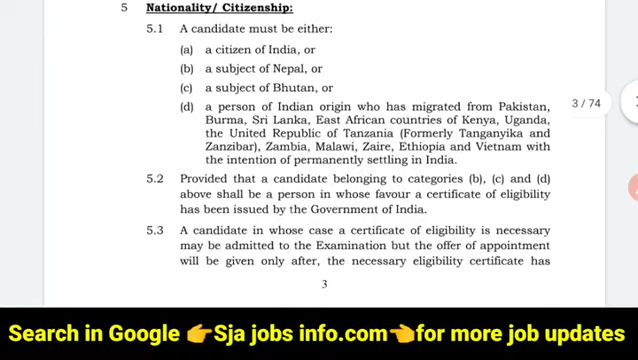 5 Nationality/ Citizenship:
5.1 A candidate must be either:
(a) a citizen of India, or
(b) a subject of Nepal, or
(c) a subject of Bhutan, or
(d) a person of Indian origin who has migrated from Pakistan,
Burma, Sri Lanka, East African countries of Kenya, Uganda,
the United Republic of Tanzania (Formerly Tanganyika and
Zanzibar), Zambia, Malawi, Zaire, Ethiopia and Vietnam with
the intention of permanently settling in India.
3 / 74
5.2 Provided that a candidate belonging to categories (b), (c) and (d)
above shall be a person in whose favour a certificate of eligibility
has been issued by the Government of India.
5.3 A candidate in whose case a certificate of eligibility is necessary
may be admitted to the Examination but the offer of appointment
will be given only after, the necessary eligibility certificate has
3
Search in Google 👉Sja jobs info.com👈for more job updates